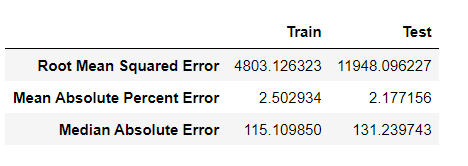 Train Test
Root Mean Squared Error 4803.126323 11948.096227
Mean Absolute Percent Error 2.502934 2.177156
Median Absolute Error 115.109850 131.239743